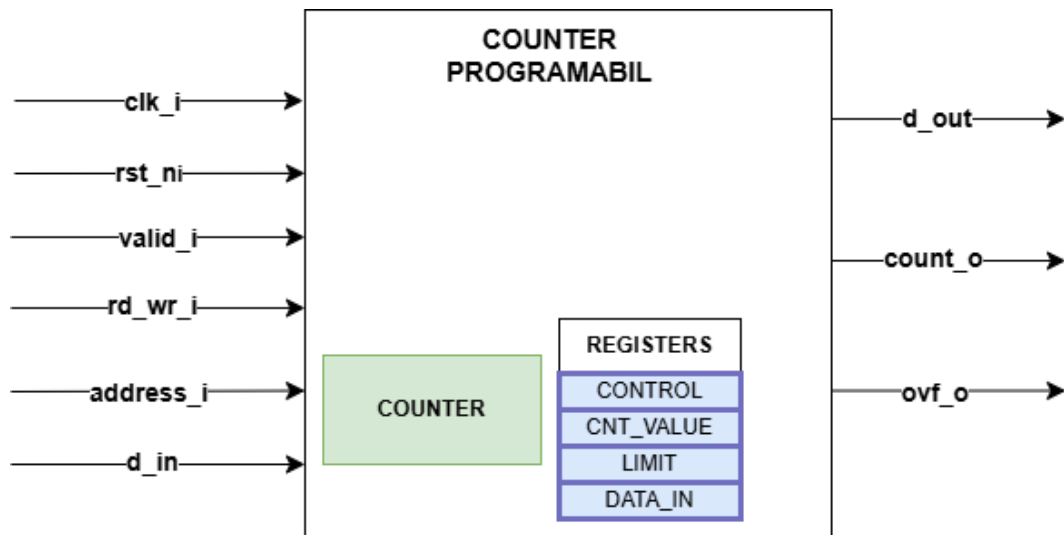 COUNTER
PROGRAMABIL
clk_i
rst_ni
valid_i
rd_wr_i
address_i
d_in
COUNTER
REGISTERS
CONTROL
CNT_VALUE
LIMIT
DATA_IN
d_out
count_o
ovf_o